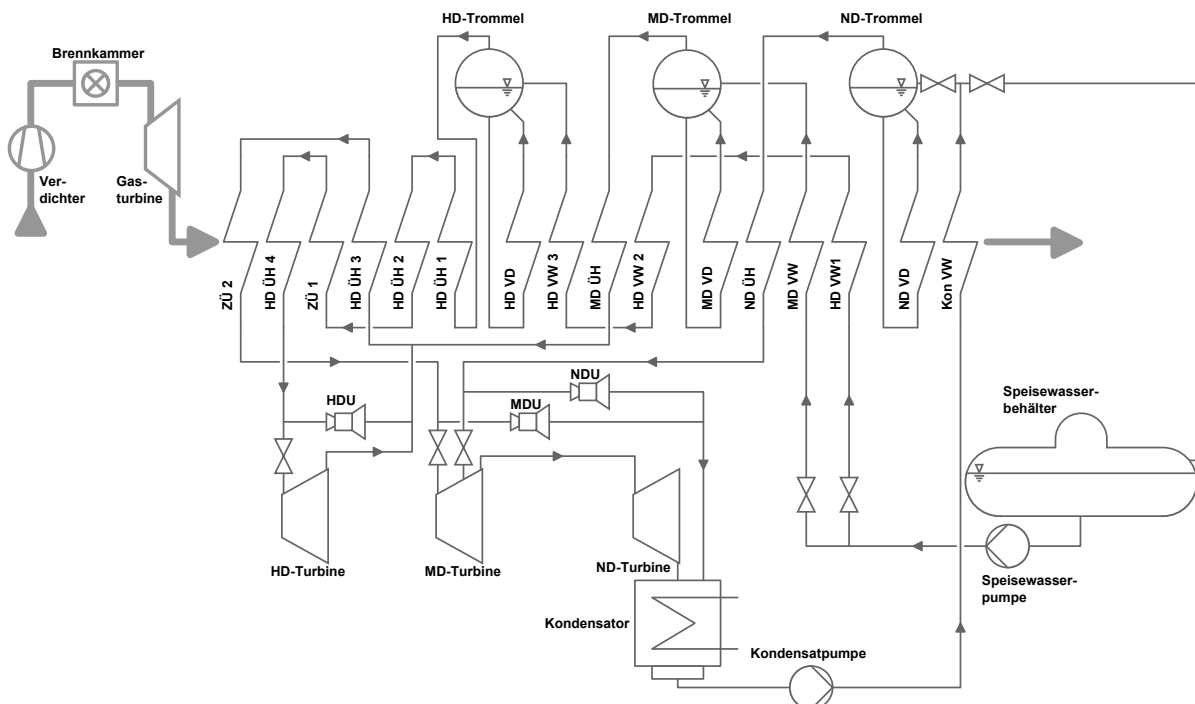 HD-Trommel
MD-Trommel
ND-Trommel
Brennkammer
Ver-
dichter
Gas-
turbine
ZÜ 2
HD ÜH 4
ZÜ 1
HD ÜH 3
HD ÜH 2
HD ÜH 1
HD VD
HD VW 3
MD ÜH
HD VW 2
MD VD
ND ÜH
MD VW
HD VW1
ND VD
Kon VW
NDU
HDU
MDU
Speisewasser-
behälter
HD-Turbine
MD-Turbine
ND-Turbine
Speisewasser-
pumpe
Kondensator
Kondensatpumpe